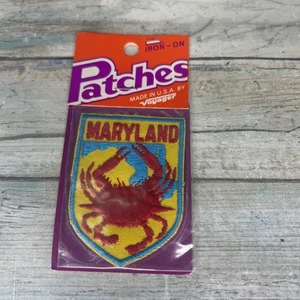 IRON-ON
Patches
MADE IN U.S.A. BY
Voyager
MARYLAND